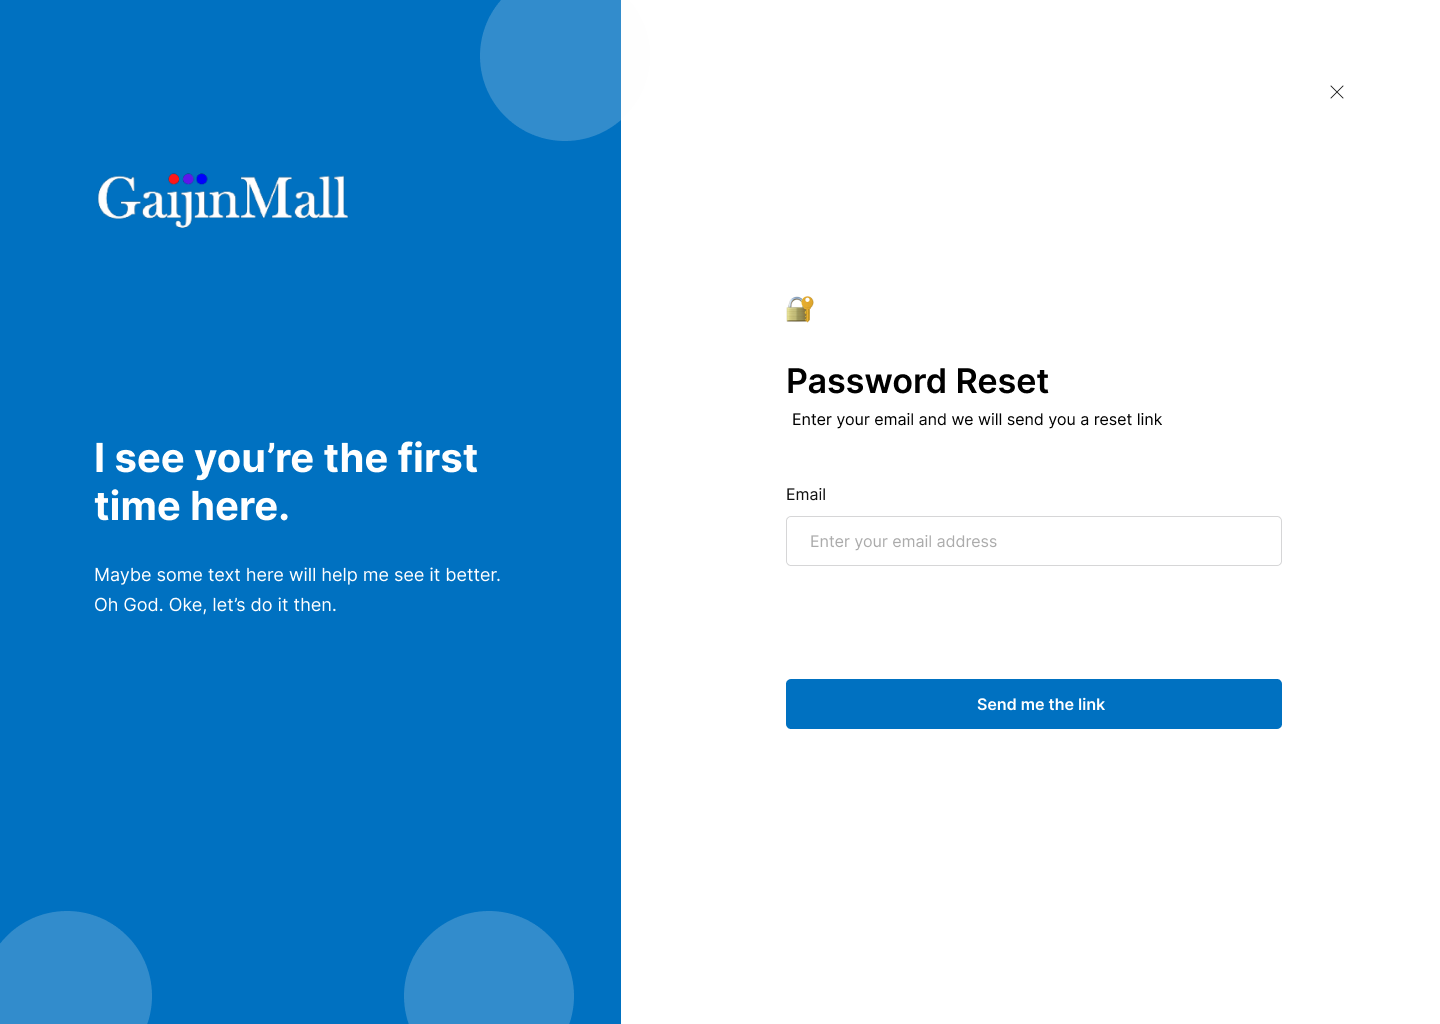 GaijinMall
I see you’re the first
time here.
Maybe some text here will help me see it better.
Oh God. Oke, let’s do it then.
Password Reset
Enter your email and we will send you a reset link
Email
Enter your email address
Send me the link